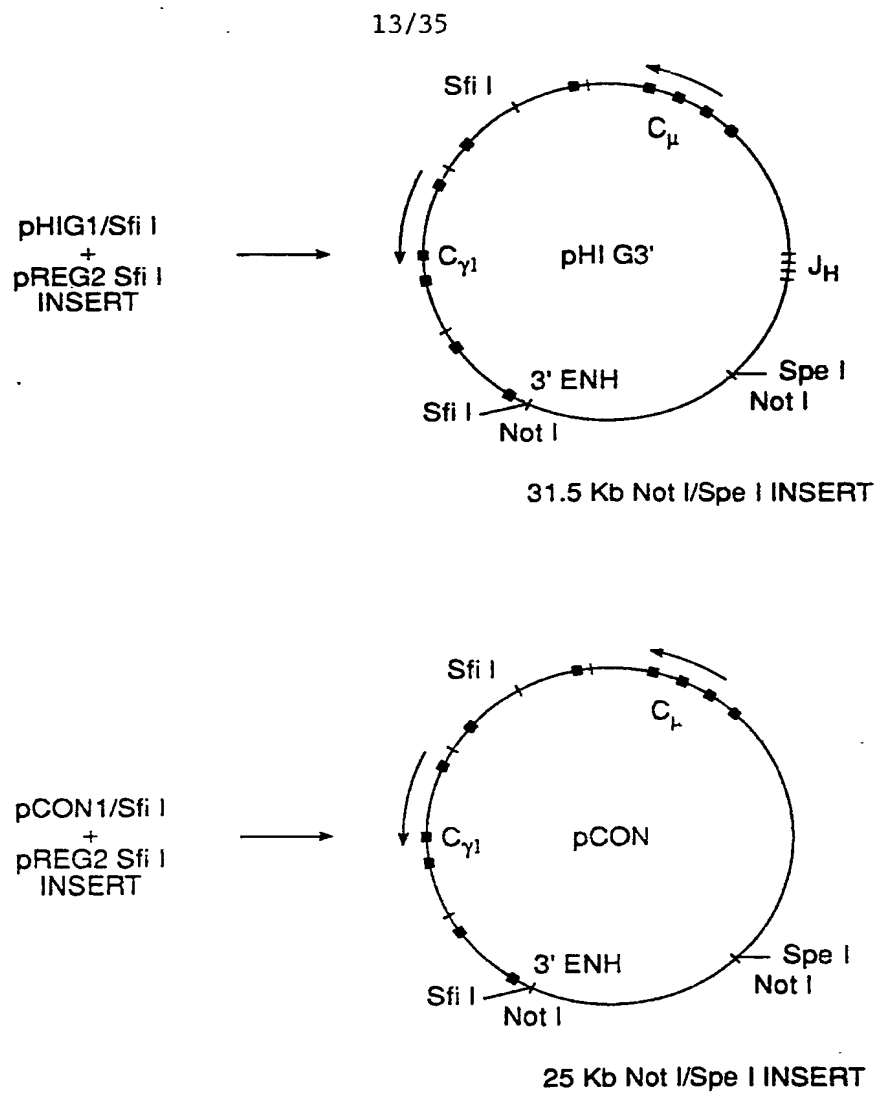 13/35
Sfi I
Cμ
pHIG1/Sfi I
+
pREG2 Sfi I
INSERT
Cγ1
pHI G3'
JH
3' ENH
Spe I
Not I
Sfi I
Not I
31.5 Kb Not I/Spe I INSERT
Sfi I
Cμ
pCON1/Sfi I
+
pREG2 Sfi I
INSERT
Cγ1
pCON
3' ENH
Spe I
Not I
Sfi I
Not I
25 Kb Not I/Spe I INSERT